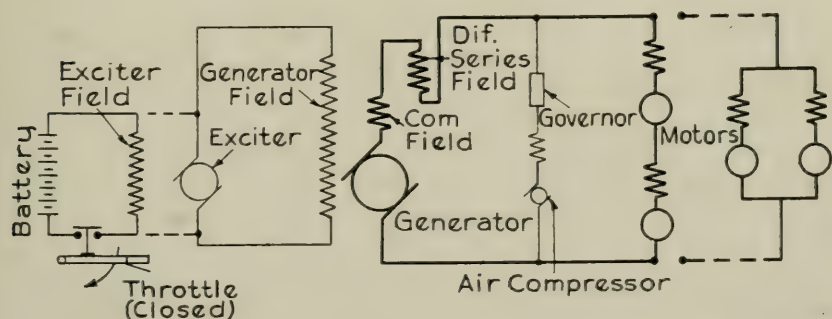 Exciter
Field
Battery
Throttle
(Closed)
Generator
Field
Exciter
Dif.
Series
Field
Com
Field
Generator
Governor
Air Compressor
Motors